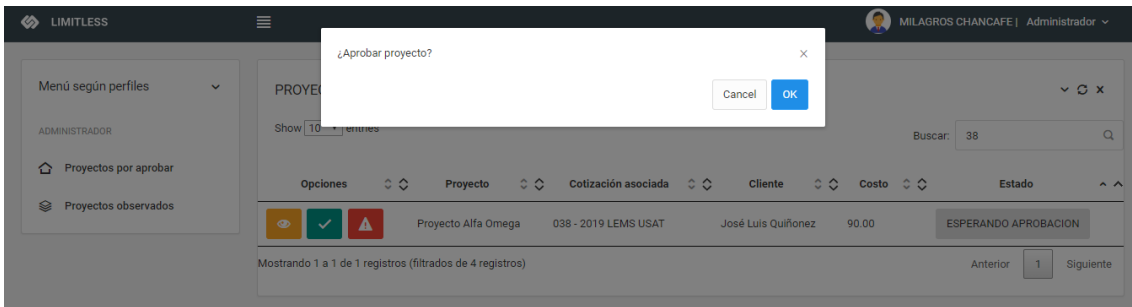 LIMITLESS
MILAGROS CHANCAFE | Administrador
¿Aprobar proyecto?
×
Cancel OK
Menú según perfiles
ADMINISTRADOR
Proyectos por aprobar
Proyectos observados
Show 10 entries
Buscar: 38
Opciones Proyecto Cotización asociada Cliente Costo Estado
Proyecto Alfa Omega 038 - 2019 LEMS USAT José Luis Quiñonez 90.00 ESPERANDO APROBACION
Mostrando 1 a 1 de 1 registros (filtrados de 4 registros)
Anterior 1 Siguiente